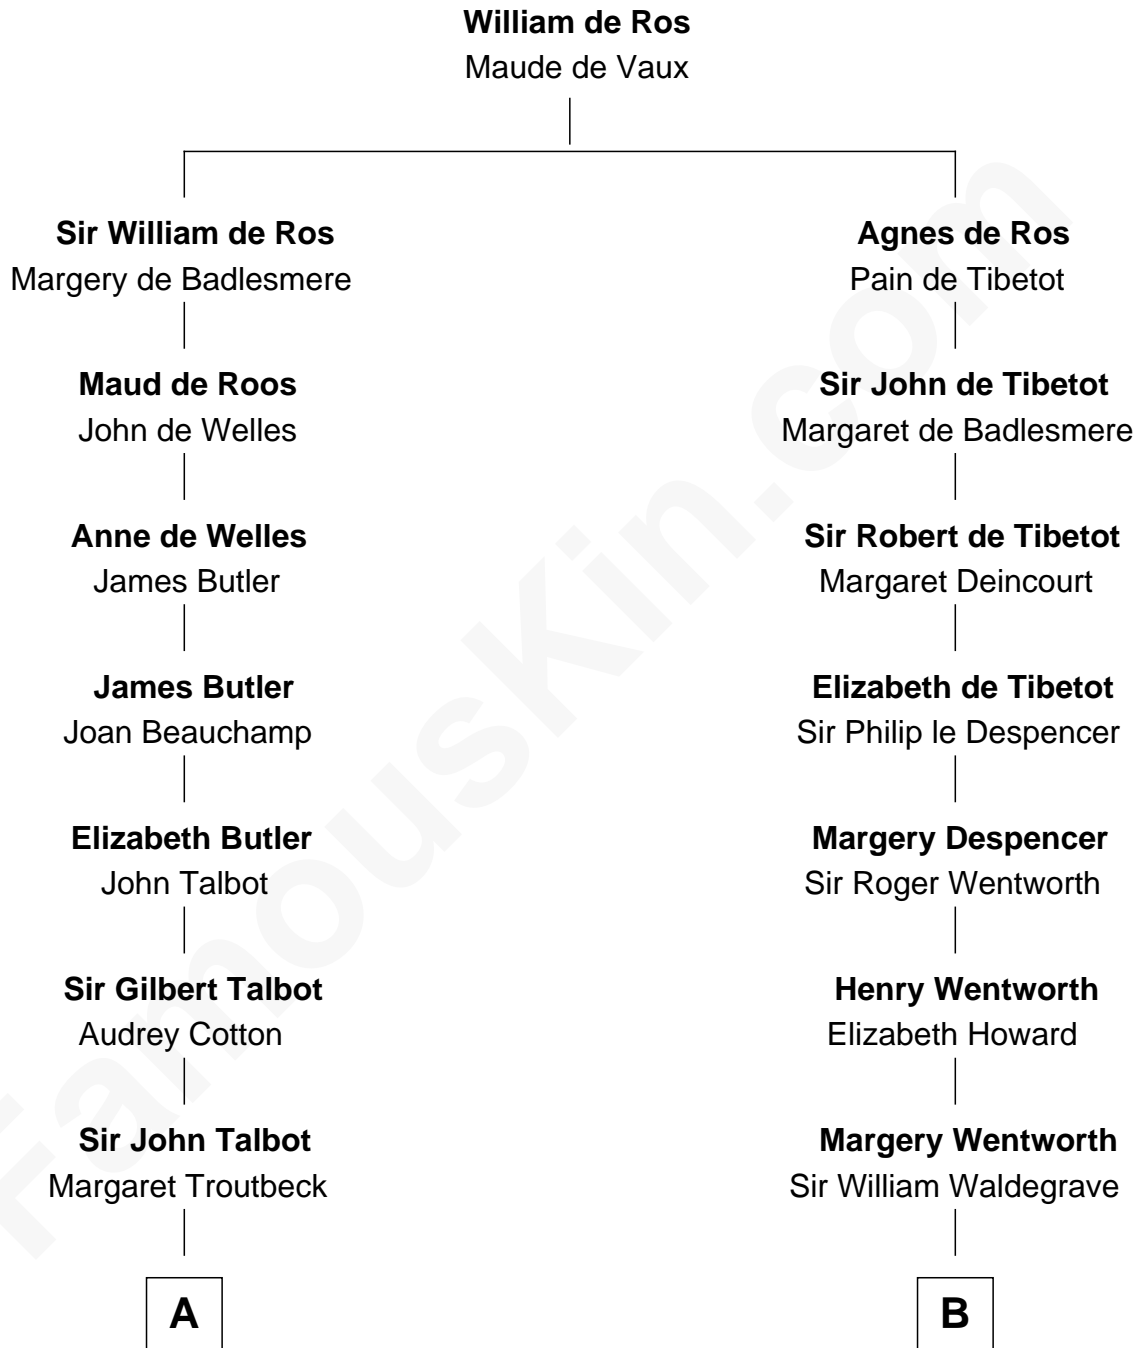 William de Ros
Maude de Vaux
Sir William de Ros
Margery de Badlesmere
Agnes de Ros
Pain de Tibetot
Maud de Roos
John de Welles
Sir John de Tibetot
Margaret de Badlesmere
Anne de Welles
James Butler
Sir Robert de Tibetot
Margaret Deincourt
James Butler
Joan Beauchamp
Elizabeth de Tibetot
Sir Philip le Despencer
Elizabeth Butler
John Talbot
Margery Despencer
Sir Roger Wentworth
Sir Gilbert Talbot
Audrey Cotton
Henry Wentworth
Elizabeth Howard
Sir John Talbot
Margaret Troutbeck
Margery Wentworth
Sir William Waldegrave
A
B
FamousKin.com